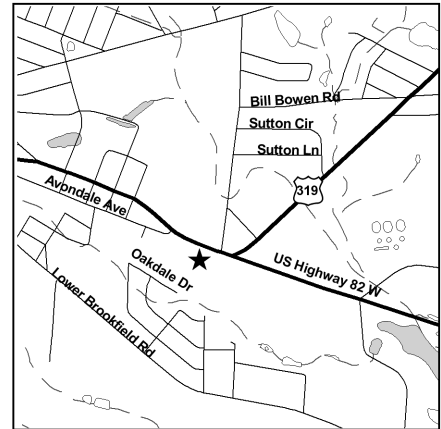 Bill Bowen Rd
Sutton Cir
Sutton Ln
319
Avondale Ave
Oakdale Dr
US Highway 82 W
Lower Brookfield Rd